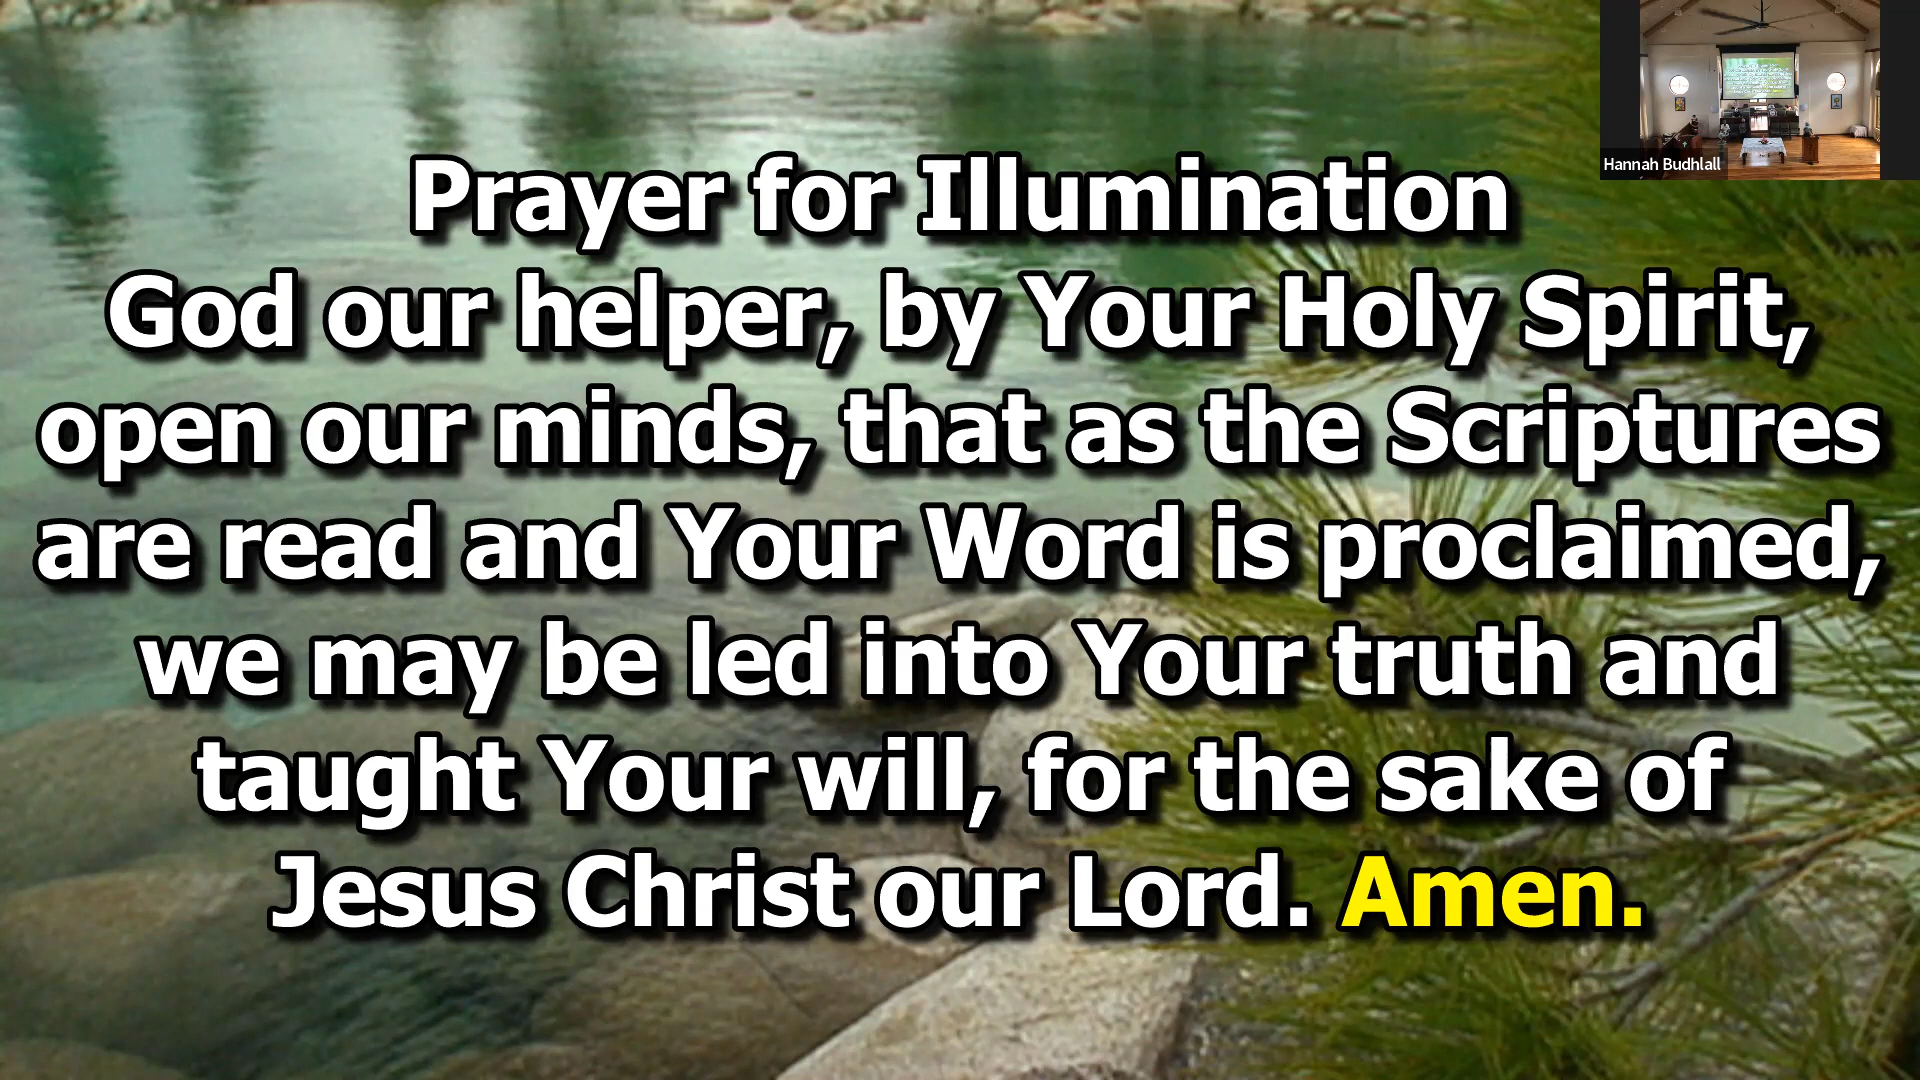 Prayer for Illumination
God our helper, by Your Holy Spirit,
open our minds, that as the Scriptures
are read and Your Word is proclaimed,
we may be led into Your truth and
taught Your will, for the sake of
Jesus Christ our Lord. Amen.
Hannah Budhlall